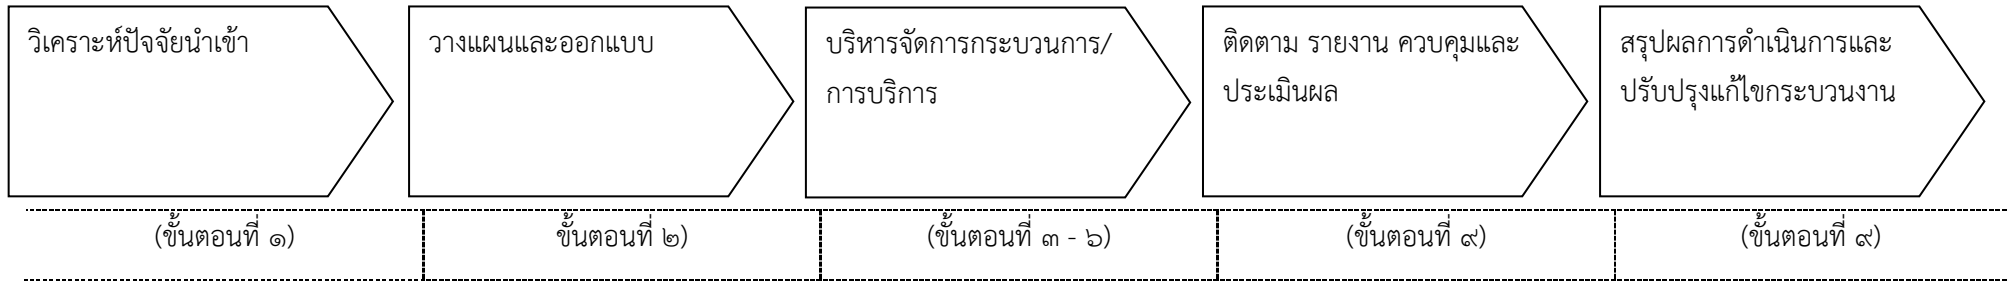 วิเคราะห์ปัจจัยนำเข้า
วางแผนและออกแบบ
บริหารจัดการกระบวนการ/
การบริการ
ติดตาม รายงาน ควบคุมและ
ประเมินผล
สรุปผลการดำเนินการและ
ปรับปรุงแก้ไขกระบวนงาน
(ขั้นตอนที่ ๑)
ขั้นตอนที่ ๒)
(ขั้นตอนที่ ๓ - ๖)
(ขั้นตอนที่ ๙)
(ขั้นตอนที่ ๙)